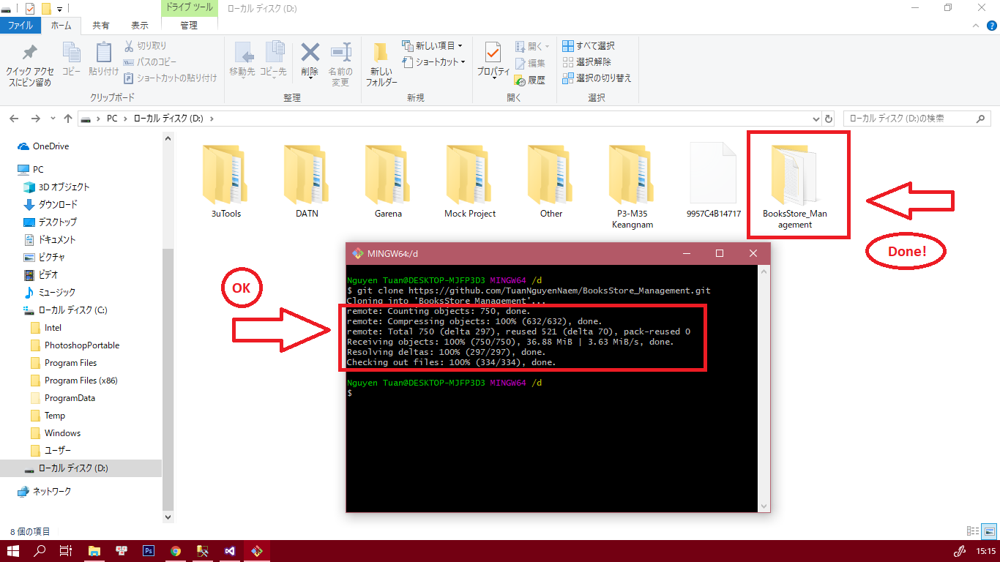 ドライブ ツール
ローカル ディスク (D:)
ファイル
ホーム
共有
表示
管理
クイック アクセ
スにピン留め
コピー
貼り付け
切り取り
パスのコピー
ショートカットの貼り付け
クリップボード
移動先
コピー先
削除
名前の
変更
整理
新しい
フォルダー
新しい項目
ショートカット
新規
プロパティ
開く
編集
履歴
開く
すべて選択
選択解除
選択の切り替え
選択
PC
ローカル ディスク (D:)
ローカル ディスク (D:)の検索
OneDrive
PC
3D オブジェクト
ダウンロード
デスクトップ
ドキュメント
ピクチャ
ビデオ
ミュージック
ローカル ディスク (C:)
Intel
PhotoshopPortable
Program Files
Program Files (x86)
ProgramData
Temp
Windows
ユーザー
ローカル ディスク (D:)
ネットワーク
3uTools
DATN
Garena
Mock Project
Other
P3-M35
Keangnam
9957C4B14717
BooksStore_Man
agement
Done!
OK
MINGW64:/d
Nguyen Tuan@DESKTOP-MJFP3D3 MINGW64 /d
$ git clone https://github.com/TuanNguyenNaem/BooksStore_Management.git
Cloning into 'BooksStore_Management'...
remote: Counting objects: 750, done.
remote: Compressing objects: 100% (632/632), done.
remote: Total 750 (delta 297), reused 521 (delta 70), pack-reused 0
Receiving objects: 100% (750/750), 36.88 MiB | 3.63 MiB/s, done.
Resolving deltas: 100% (297/297), done.
Checking out files: 100% (334/334), done.
Nguyen Tuan@DESKTOP-MJFP3D3 MINGW64 /d
$
8 個の項目
Ps
15:15